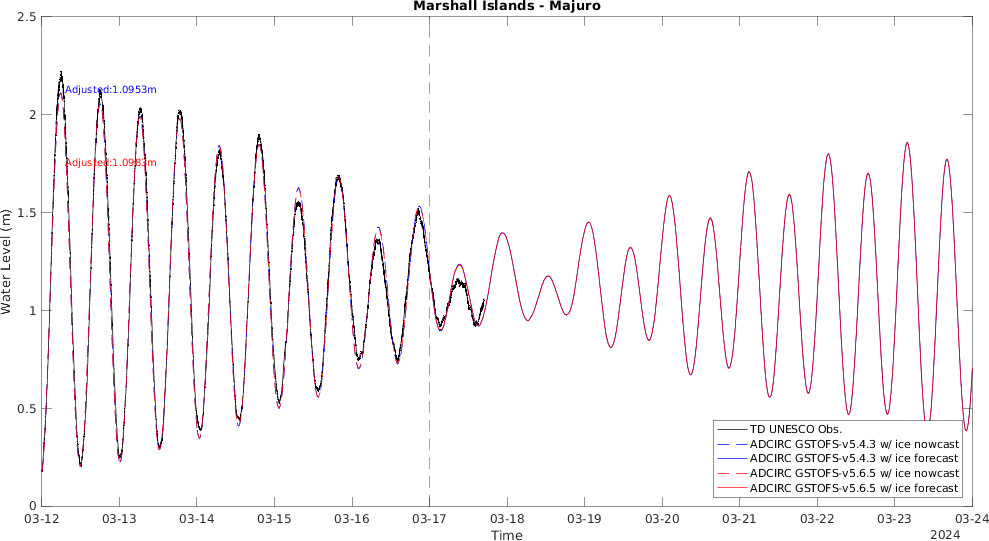 Marshall Islands - Majuro
2.5
2
1.5
1
0.5
0
Water Level (m)
Adjusted:1.0953m
Adjusted:1.0983m
TD UNESCO Obs.
ADCIRC GSTOFS-v5.4.3 w/ ice nowcast
ADCIRC GSTOFS-v5.4.3 w/ ice forecast
ADCIRC GSTOFS-v5.6.5 w/ ice nowcast
ADCIRC GSTOFS-v5.6.5 w/ ice forecast
03-12 03-13 03-14 03-15 03-16 03-17 03-18 03-19 03-20 03-21 03-22 03-23 03-24
Time
2024